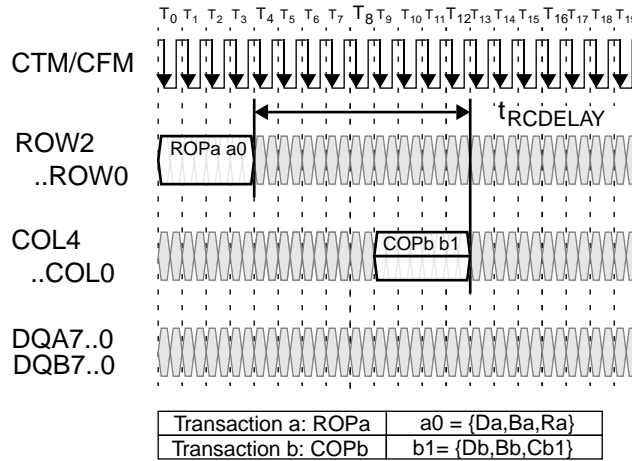 T0 T1 T2 T3 T4 T5 T6 T7 T8 T9 T10 T11 T12 T13 T14 T15 T16 T17 T18 T19
CTM/CFM
tRCDELAY
ROW2
..ROW0
ROPa a0
COL4
..COL0
COPb b1
DQA7..0
DQB7..0
Transaction a: ROPa a0 = {Da,Ba,Ra}
Transaction b: COPb b1= {Db,Bb,Cb1}